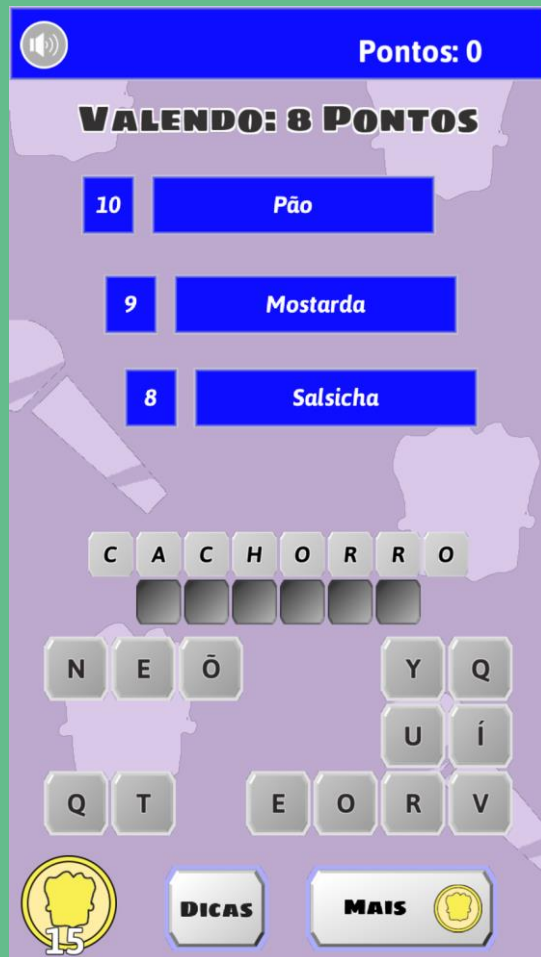 Pontos: 0
VALENDO: 8 PONTOS
10 Pão
9 Mostarda
8 Salsicha
C A C H O R R O
N E Õ Y Q
U Í
Q T E O R V
15 DICAS MAIS